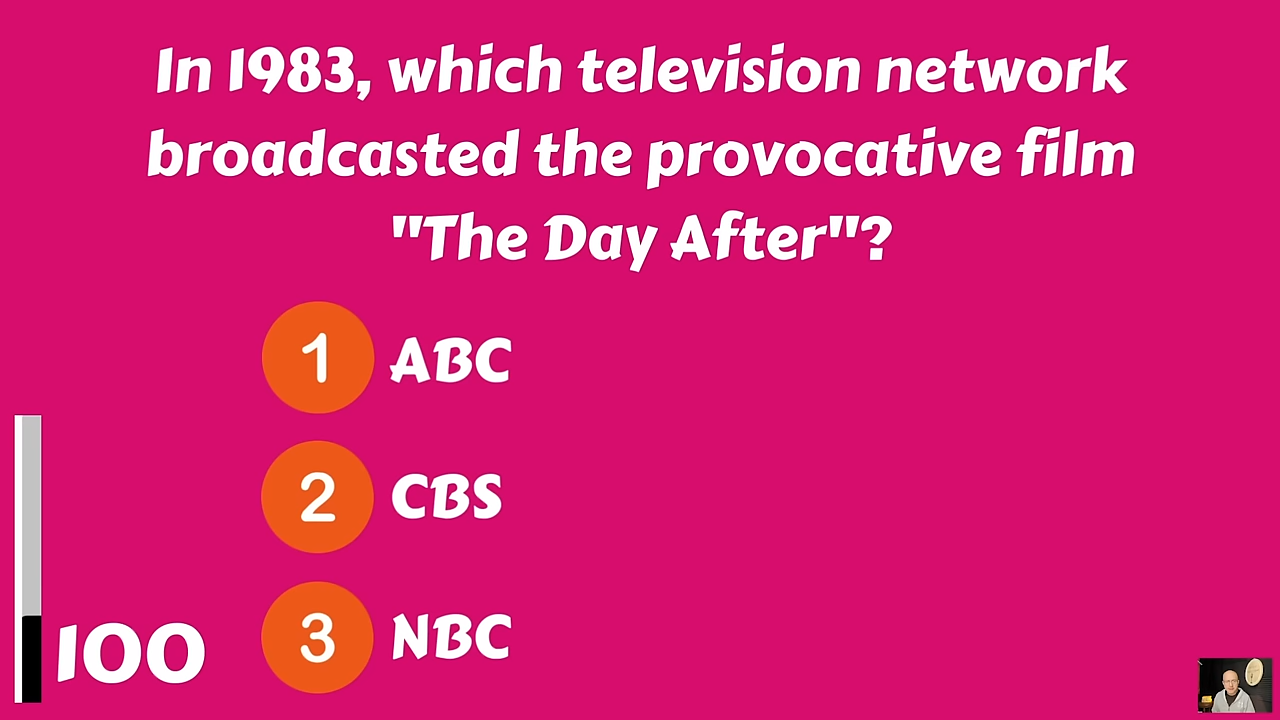 In 1983, which television network
broadcasted the provocative film
"The Day After"?
1 ABC
2 CBS
3 NBC
100